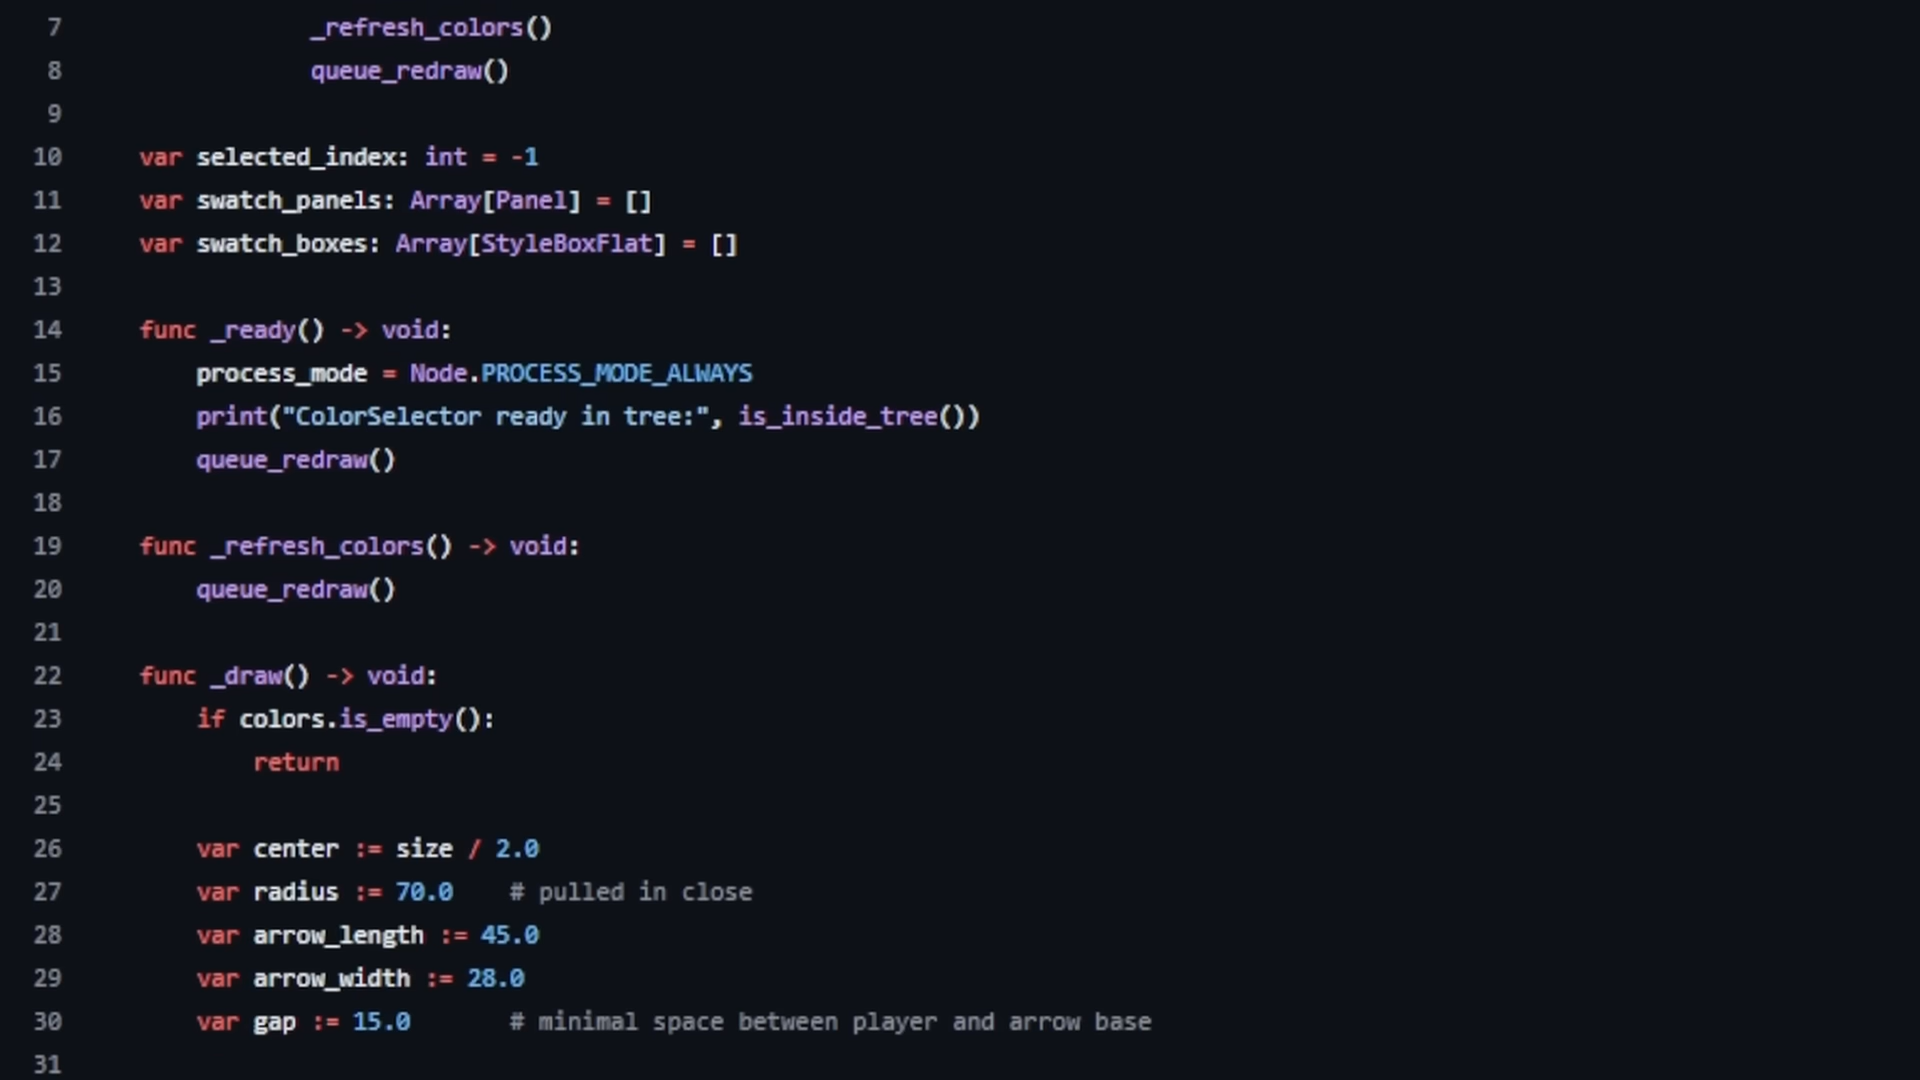 7 _refresh_colors()
8 queue_redraw()
9
10 var selected_index: int = -1
11 var swatch_panels: Array[Panel] = []
12 var swatch_boxes: Array[StyleBoxFlat] = []
13
14 func _ready() -> void:
15 process_mode = Node.PROCESS_MODE_ALWAYS
16 print("ColorSelector ready in tree:", is_inside_tree())
17 queue_redraw()
18
19 func _refresh_colors() -> void:
20 queue_redraw()
21
22 func _draw() -> void:
23 if colors.is_empty():
24 return
25
26 var center := size / 2.0
27 var radius := 70.0 # pulled in close
28 var arrow_length := 45.0
29 var arrow_width := 28.0
30 var gap := 15.0 # minimal space between player and arrow base
31